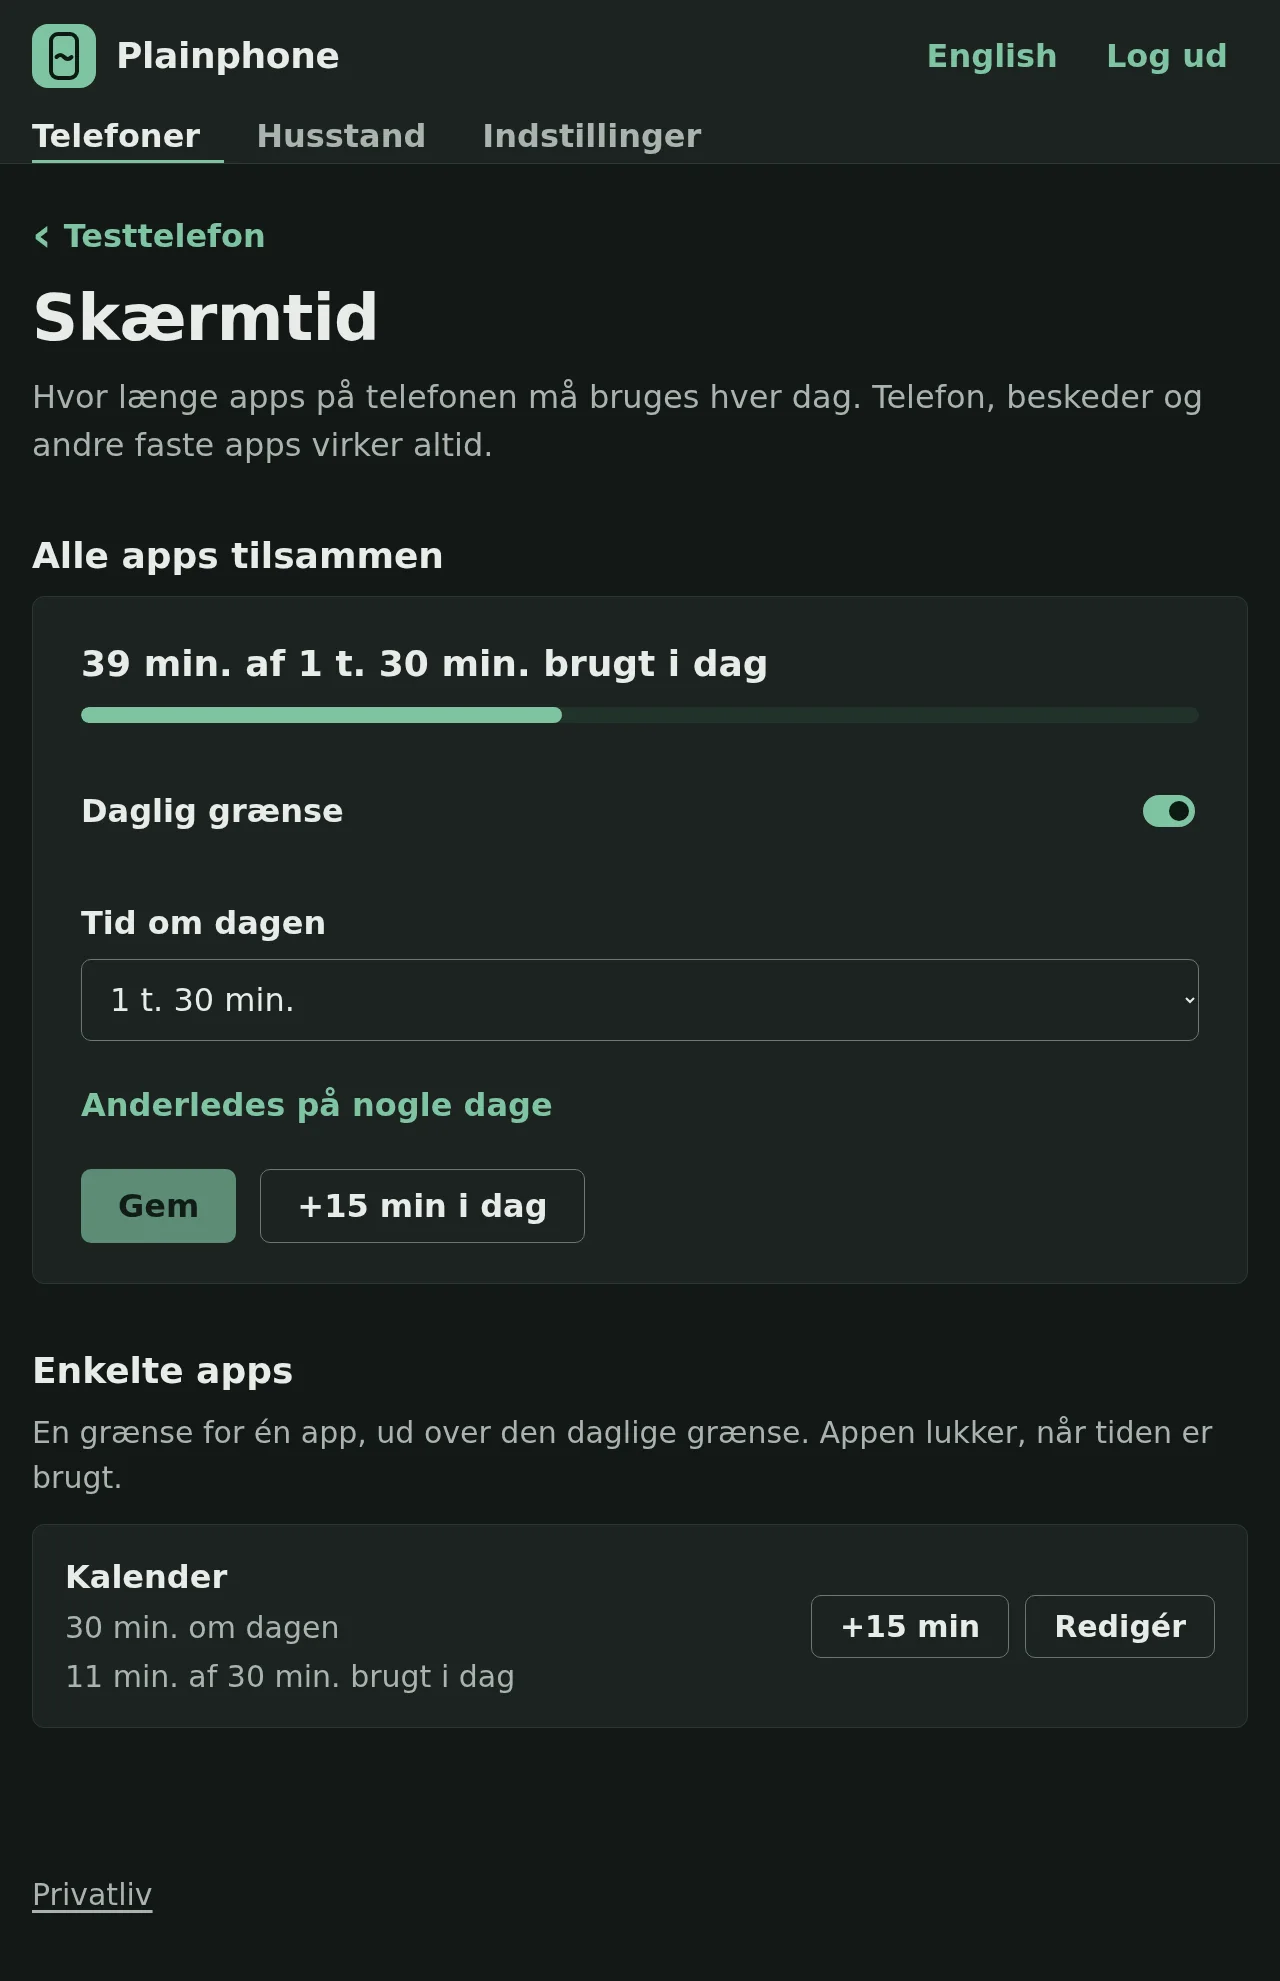 Plainphone
English
Log ud
Telefoner
Husstand
Indstillinger
‹ Testtelefon
Skærmtid
Hvor længe apps på telefonen må bruges hver dag. Telefon, beskeder og
andre faste apps virker altid.
Alle apps tilsammen
39 min. af 1 t. 30 min. brugt i dag
Daglig grænse
Tid om dagen
1 t. 30 min.
Anderledes på nogle dage
Gem
+15 min i dag
Enkelte apps
En grænse for én app, ud over den daglige grænse. Appen lukker, når tiden er
brugt.
Kalender
30 min. om dagen
11 min. af 30 min. brugt i dag
+15 min
Redigér
Privatliv